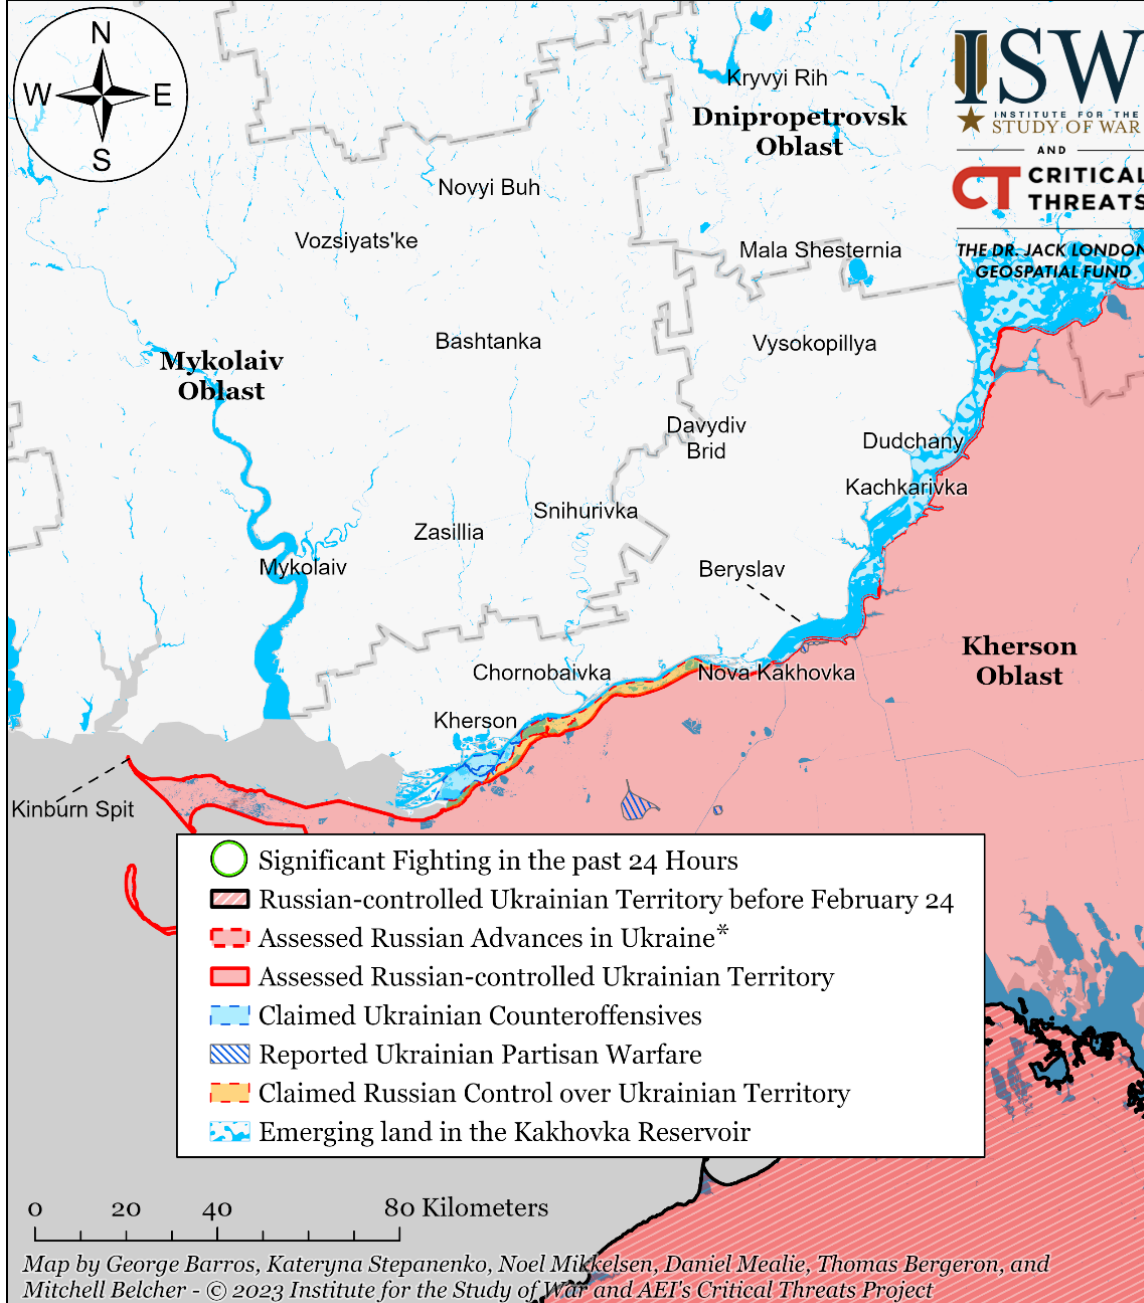 N
W E
S
ISW
INSTITUTE FOR THE
STUDY OF WAR
AND
CT CRITICAL
THREATS
THE DR. JACK LONDON
GEOSPATIAL FUND
Kryvyi Rih
Dnipropetrovsk
Oblast
Novyi Buh
Vozsiyats'ke
Mala Shesternia
Bashtanka
Vysokopillya
Mykolaiv
Oblast
Davydiv
Brid
Dudchany
Kachkarivka
Snihurivka
Zasillia
Mykolaiv
Beryslav
Kherson
Oblast
Chornobaivka
Nova Kakhovka
Kherson
Kinburn Spit
Significant Fighting in the past 24 Hours
Russian-controlled Ukrainian Territory before February 24
Assessed Russian Advances in Ukraine*
Assessed Russian-controlled Ukrainian Territory
Claimed Ukrainian Counteroffensives
Reported Ukrainian Partisan Warfare
Claimed Russian Control over Ukrainian Territory
Emerging land in the Kakhovka Reservoir
0 20 40 80 Kilometers
Map by George Barros, Kateryna Stepanenko, Noel Mikkelsen, Daniel Mealie, Thomas Bergeron, and
Mitchell Belcher - © 2023 Institute for the Study of War and AEI's Critical Threats Project